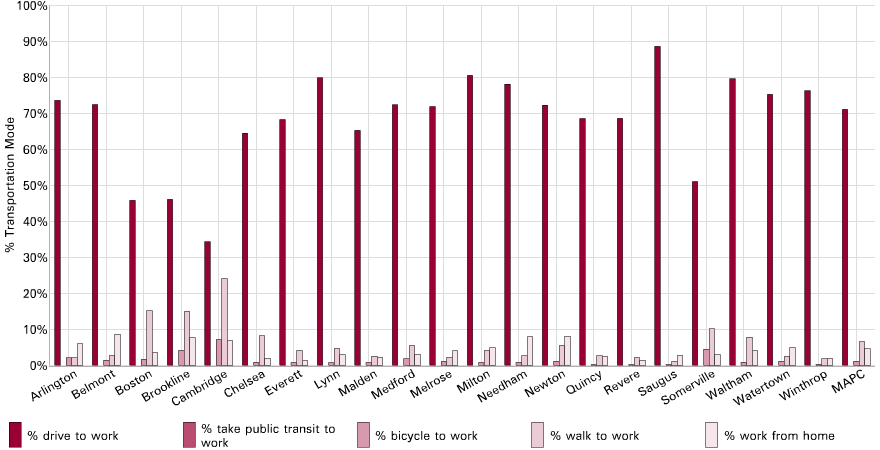 100%
90%
80%
70%
60%
50%
40%
30%
20%
10%
0%
% Transportation Mode
Arlington
Belmont
Boston
Brookline
Cambridge
Chelsea
Everett
Lynn
Malden
Medford
Melrose
Milton
Needham
Newton
Quincy
Revere
Saugus
Somerville
Waltham
Watertown
Winthrop
MAPC
% drive to work
% take public transit to
work
% bicycle to work
% walk to work
% work from home